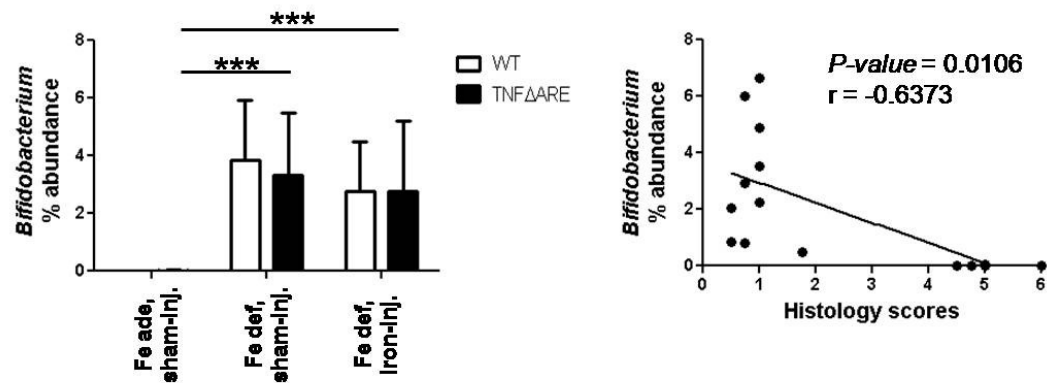 ***
***
8
6
4
2
0
Bifidobacterium
% abundance
WT
TNFΔARE
Fe ade,
sham-Inj.
Fe def,
sham-Inj.
Fe def,
Iron-Inj.
8
6
4
2
0
Bifidobacterium
% abundance
P-value = 0.0106
r = -0.6373
0 1 2 3 4 5 6
Histology scores